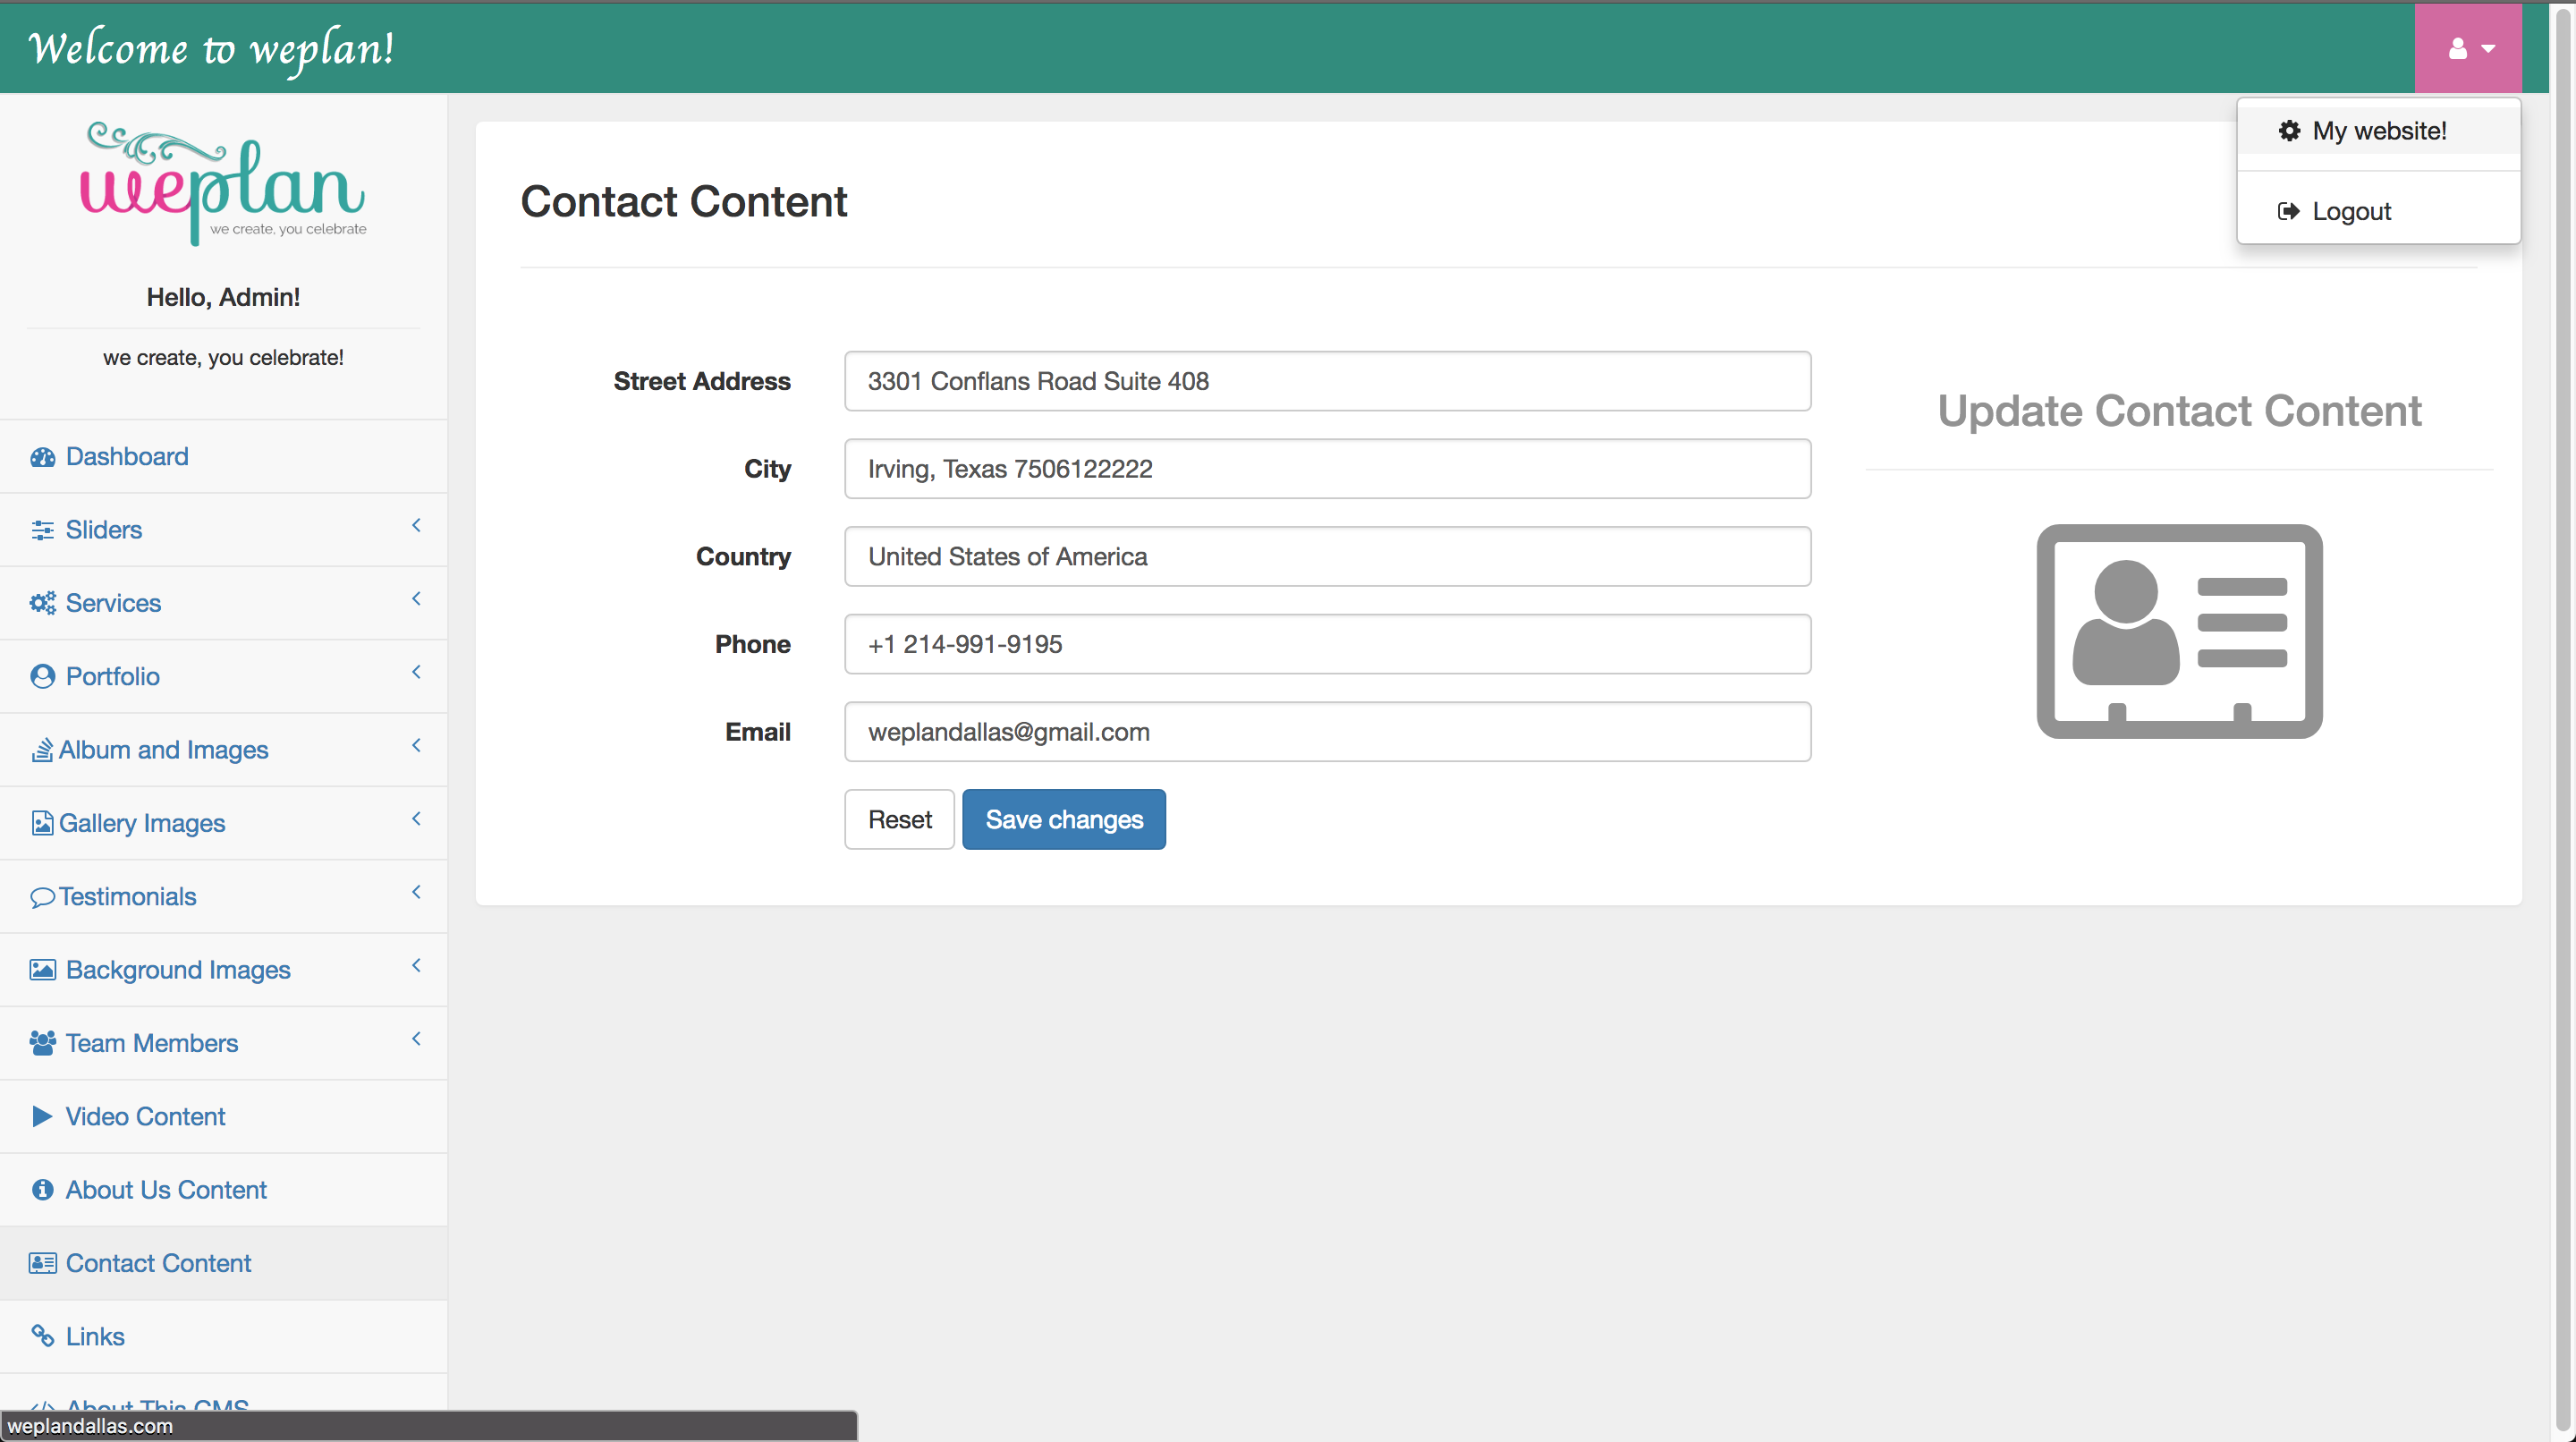 Welcome to weplan!
My website!
Logout
weplan
we create, you celebrate
Hello, Admin!
we create, you celebrate!
Dashboard
Sliders
Services
Portfolio
Album and Images
Gallery Images
Testimonials
Background Images
Team Members
Video Content
About Us Content
Contact Content
Links
About This CMS
weplandallas.com
Contact Content
Street Address 3301 Conflans Road Suite 408
City Irving, Texas 7506122222
Country United States of America
Phone +1 214-991-9195
Email weplandallas@gmail.com
Reset Save changes
Update Contact Content